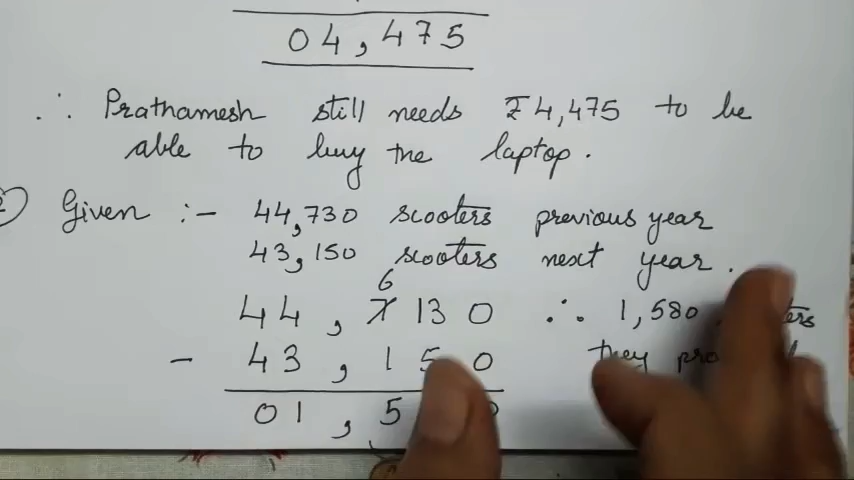 04,475
∴ Prathamesh still needs ₹4,475 to be
able to buy the laptop.
Given :- 44,730 scooters previous year
43,150 scooters next year.
6
44,7130 ∴ 1,580
- 43,150 they
01,5